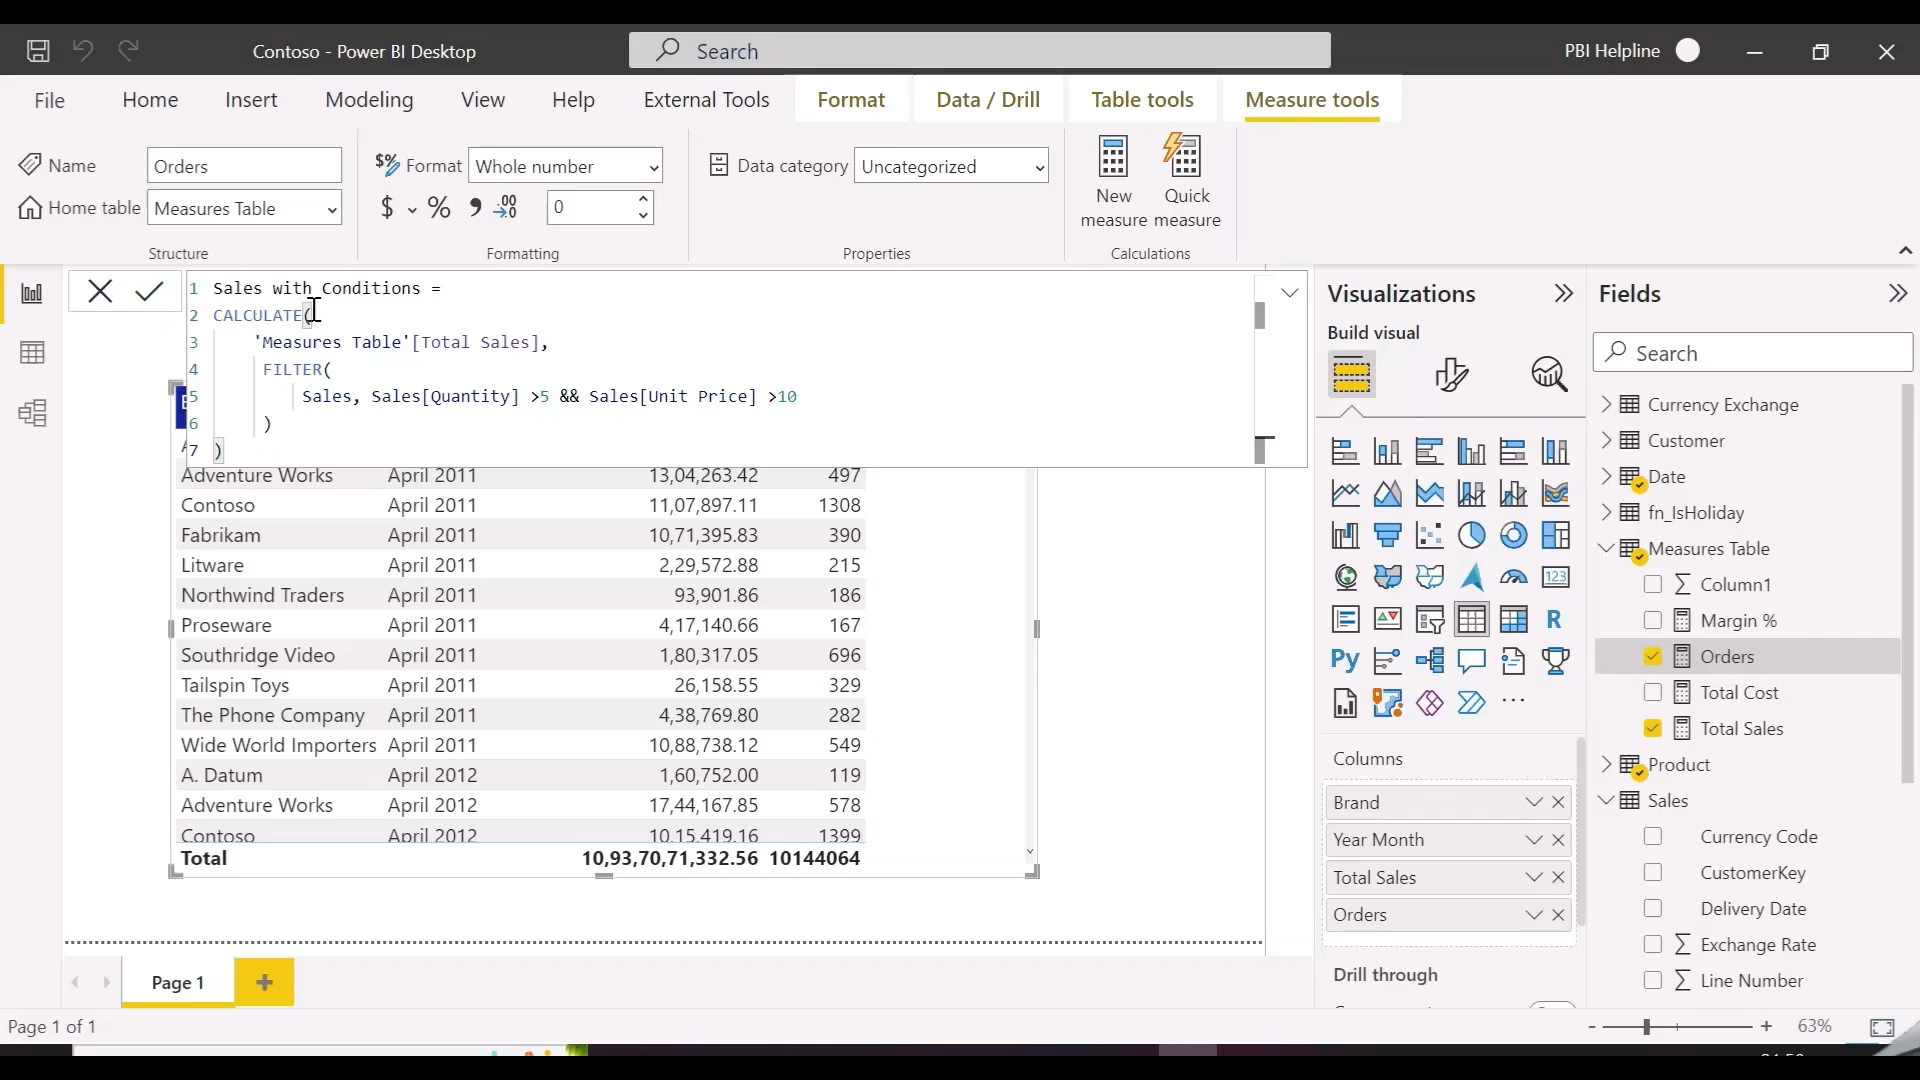 Contoso - Power BI Desktop
Search
PBI Helpline
File Home Insert Modeling View Help External Tools Format Data / Drill Table tools Measure tools
Name Orders
Home table Measures Table
Structure
$% Format Whole number
$ % 9 .00 0
Formatting
Data category Uncategorized
Properties
New measure
Quick measure
Calculations
1 Sales with Conditions =
2 CALCULATE(
3 'Measures Table'[Total Sales],
4 FILTER(
5 Sales, Sales[Quantity] >5 && Sales[Unit Price] >10
6 )
7 )
Adventure Works April 2011 13,04,263.42 497
Contoso April 2011 11,07,897.11 1308
Fabrikam April 2011 10,71,395.83 390
Litware April 2011 2,29,572.88 215
Northwind Traders April 2011 93,901.86 186
Proseware April 2011 4,17,140.66 167
Southridge Video April 2011 1,80,317.05 696
Tailspin Toys April 2011 26,158.55 329
The Phone Company April 2011 4,38,769.80 282
Wide World Importers April 2011 10,88,738.12 549
A. Datum April 2012 1,60,752.00 119
Adventure Works April 2012 17,44,167.85 578
Contoso April 2012 10,15,419.16 1399
Total 10,93,70,71,332.56 10144064
Page 1
Page 1 of 1
Visualizations
Build visual
123
R
Py
Columns
Brand
Year Month
Total Sales
Orders
Drill through
Fields
Search
Currency Exchange
Customer
Date
fn_IsHoliday
Measures Table
Column1
Margin %
Orders
Total Cost
Total Sales
Product
Sales
Currency Code
CustomerKey
Delivery Date
Exchange Rate
Line Number
- + 63%